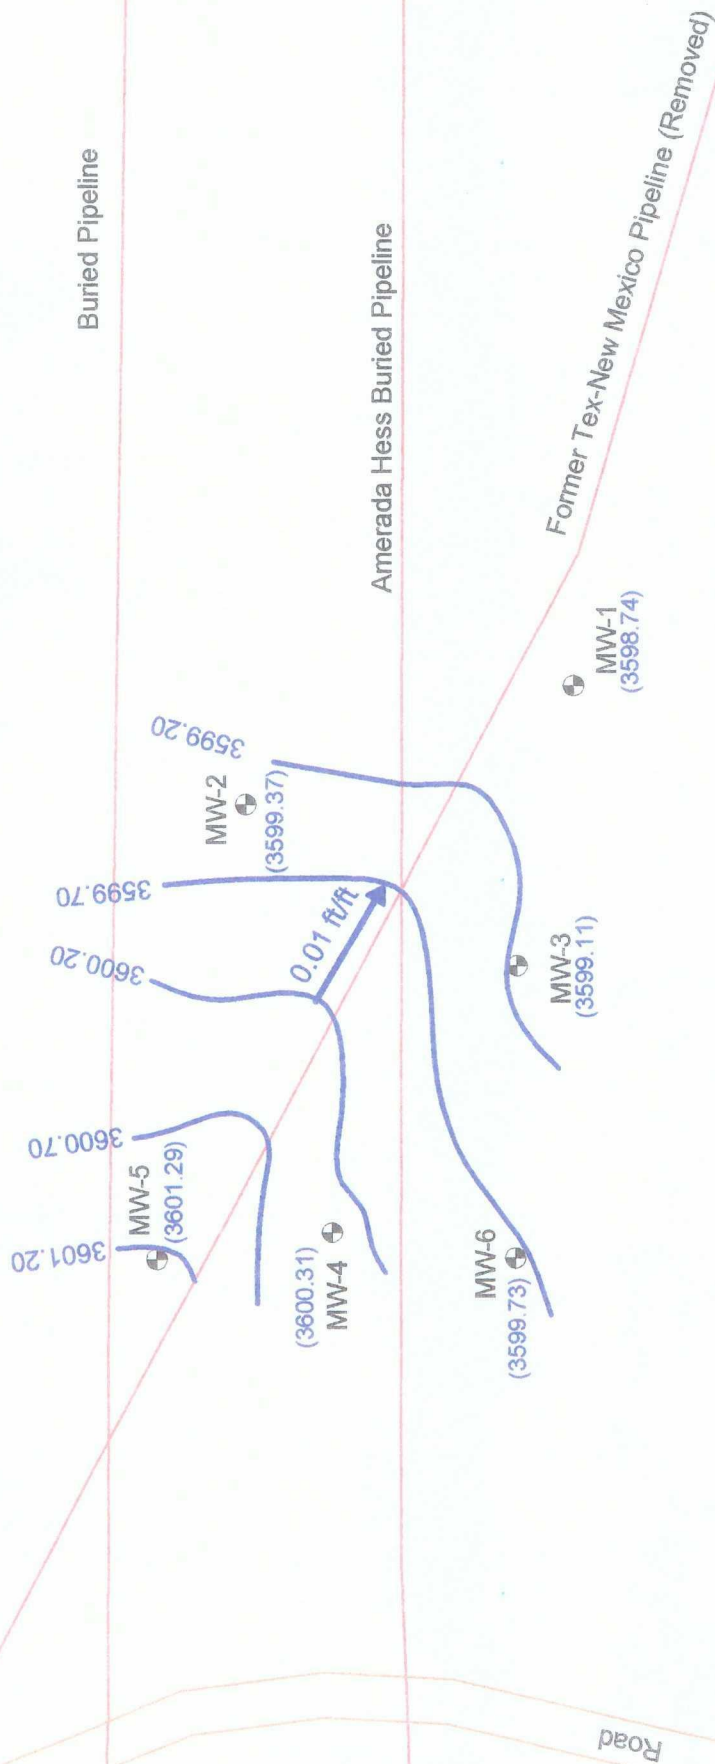 Buried Pipeline
Amerada Hess Buried Pipeline
Former Tex-New Mexico Pipeline (Removed)
MW-1
(3598.74)
3599.20
MW-2
(3599.37)
3599.70
0.01 ft/ft
3600.20
MW-3
(3599.11)
3600.70
MW-5
(3601.29)
3601.20
(3600.31)
MW-4
MW-6
(3599.73)
Road